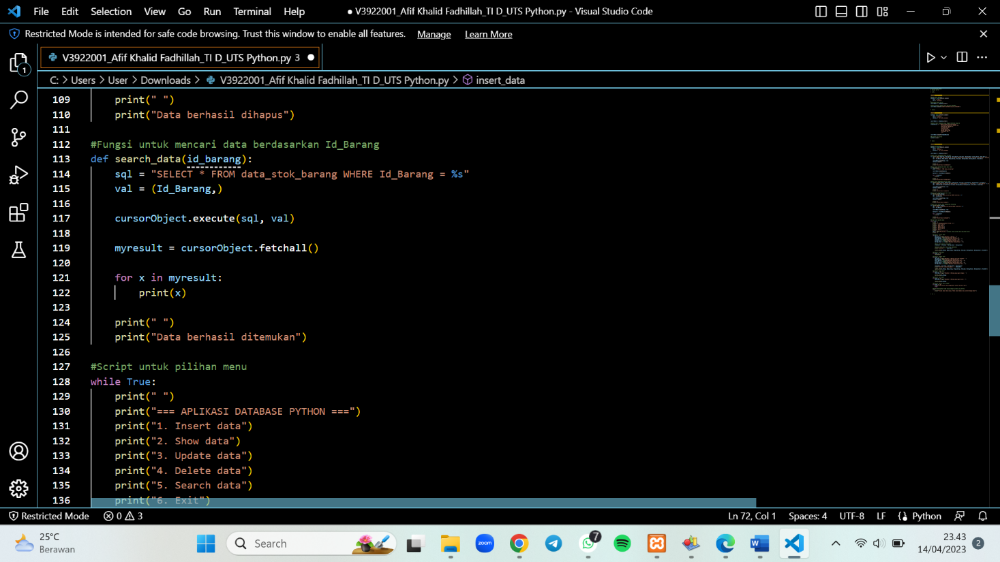 File Edit Selection View Go Run Terminal Help
● V3922001_Afif Khalid Fadhillah_TI D_UTS Python.py - Visual Studio Code
Restricted Mode is intended for safe code browsing. Trust this window to enable all features. Manage Learn More
V3922001_Afif Khalid Fadhillah_TI D_UTS Python.py 3 ●
1
C: > Users > User > Downloads > V3922001_Afif Khalid Fadhillah_TI D_UTS Python.py > insert_data
109 print(" ")
110 print("Data berhasil dihapus")
111
112 #Fungsi untuk mencari data berdasarkan Id_Barang
113 def search_data(id_barang):
114 sql = "SELECT * FROM data_stok_barang WHERE Id_Barang = %s"
115 val = (Id_Barang,)
116
117 cursorObject.execute(sql, val)
118
119 myresult = cursorObject.fetchall()
120
121 for x in myresult:
122 print(x)
123
124 print(" ")
125 print("Data berhasil ditemukan")
126
127 #Script untuk pilihan menu
128 while True:
129 print(" ")
130 print("=== APLIKASI DATABASE PYTHON ===")
131 print("1. Insert data")
132 print("2. Show data")
133 print("3. Update data")
134 print("4. Delete data")
135 print("5. Search data")
136 print("6. Exit")
Restricted Mode 0 3 Ln 72, Col 1 Spaces: 4 UTF-8 LF Python
25°C
Berawan
Search
zoom
7
W
23.43
14/04/2023
2